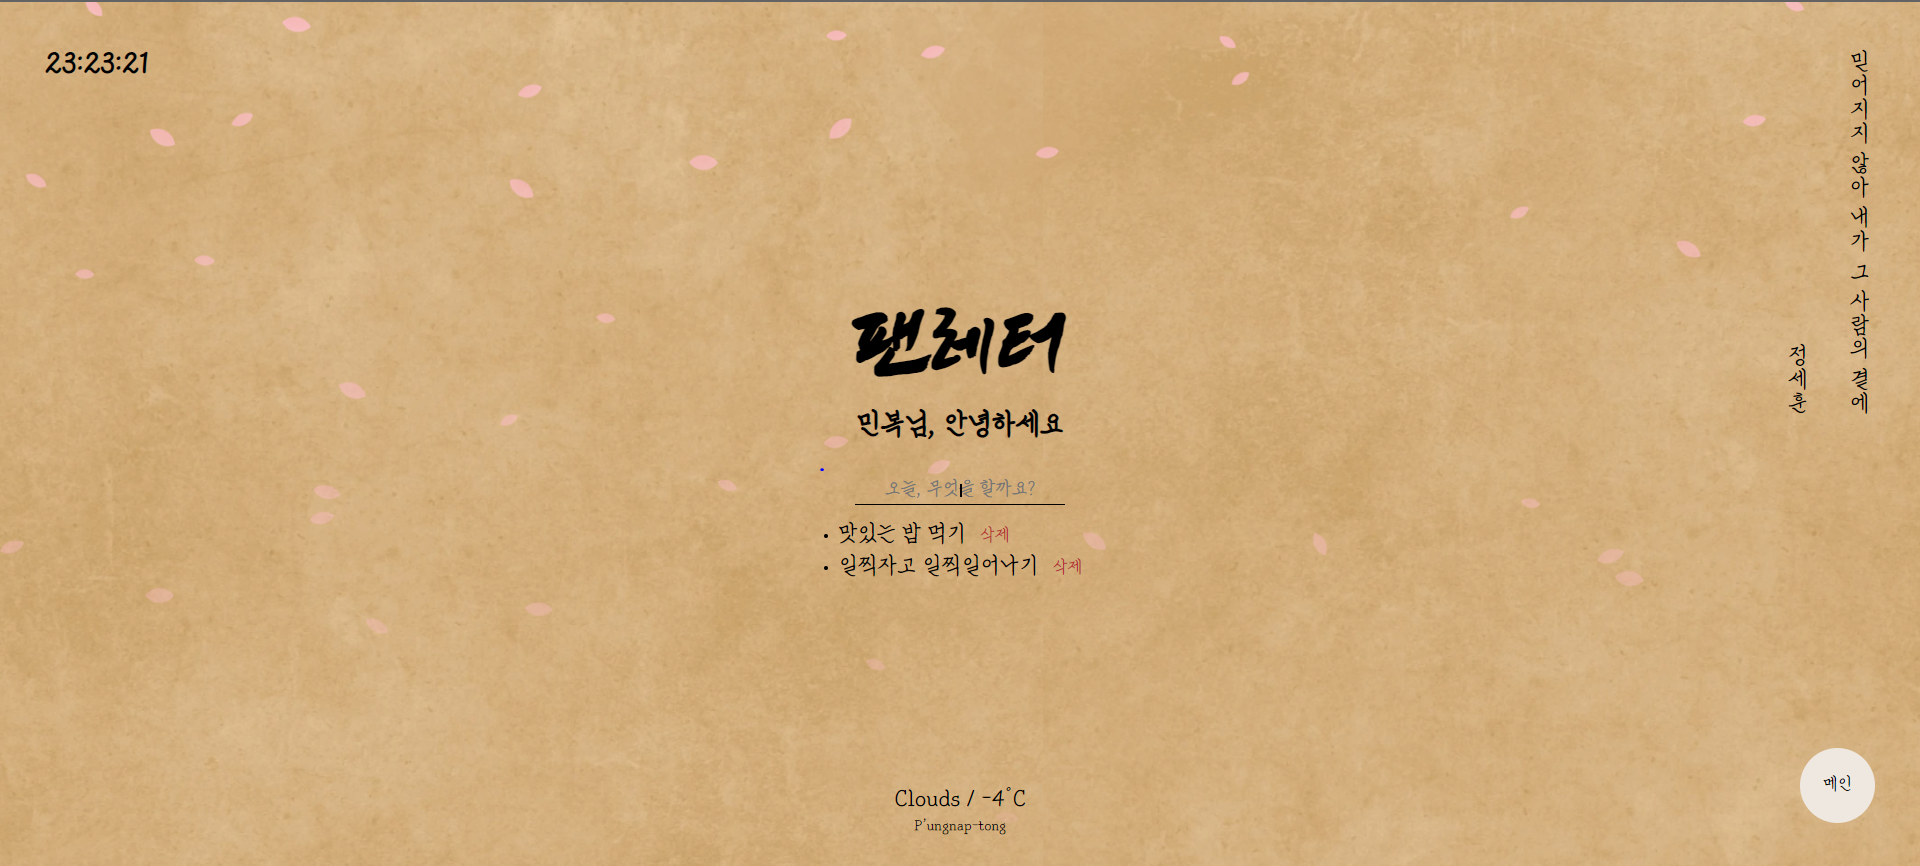 23:23:21
믿어지지 않아 내가 그 사람의 곁에
정세훈
팬레터
민복님, 안녕하세요
오늘, 무엇을 할까요?
• 맛있는 밥 먹기 삭제
• 일찍자고 일찍일어나기 삭제
Clouds / -4°C
P'ungnap-tong
메인